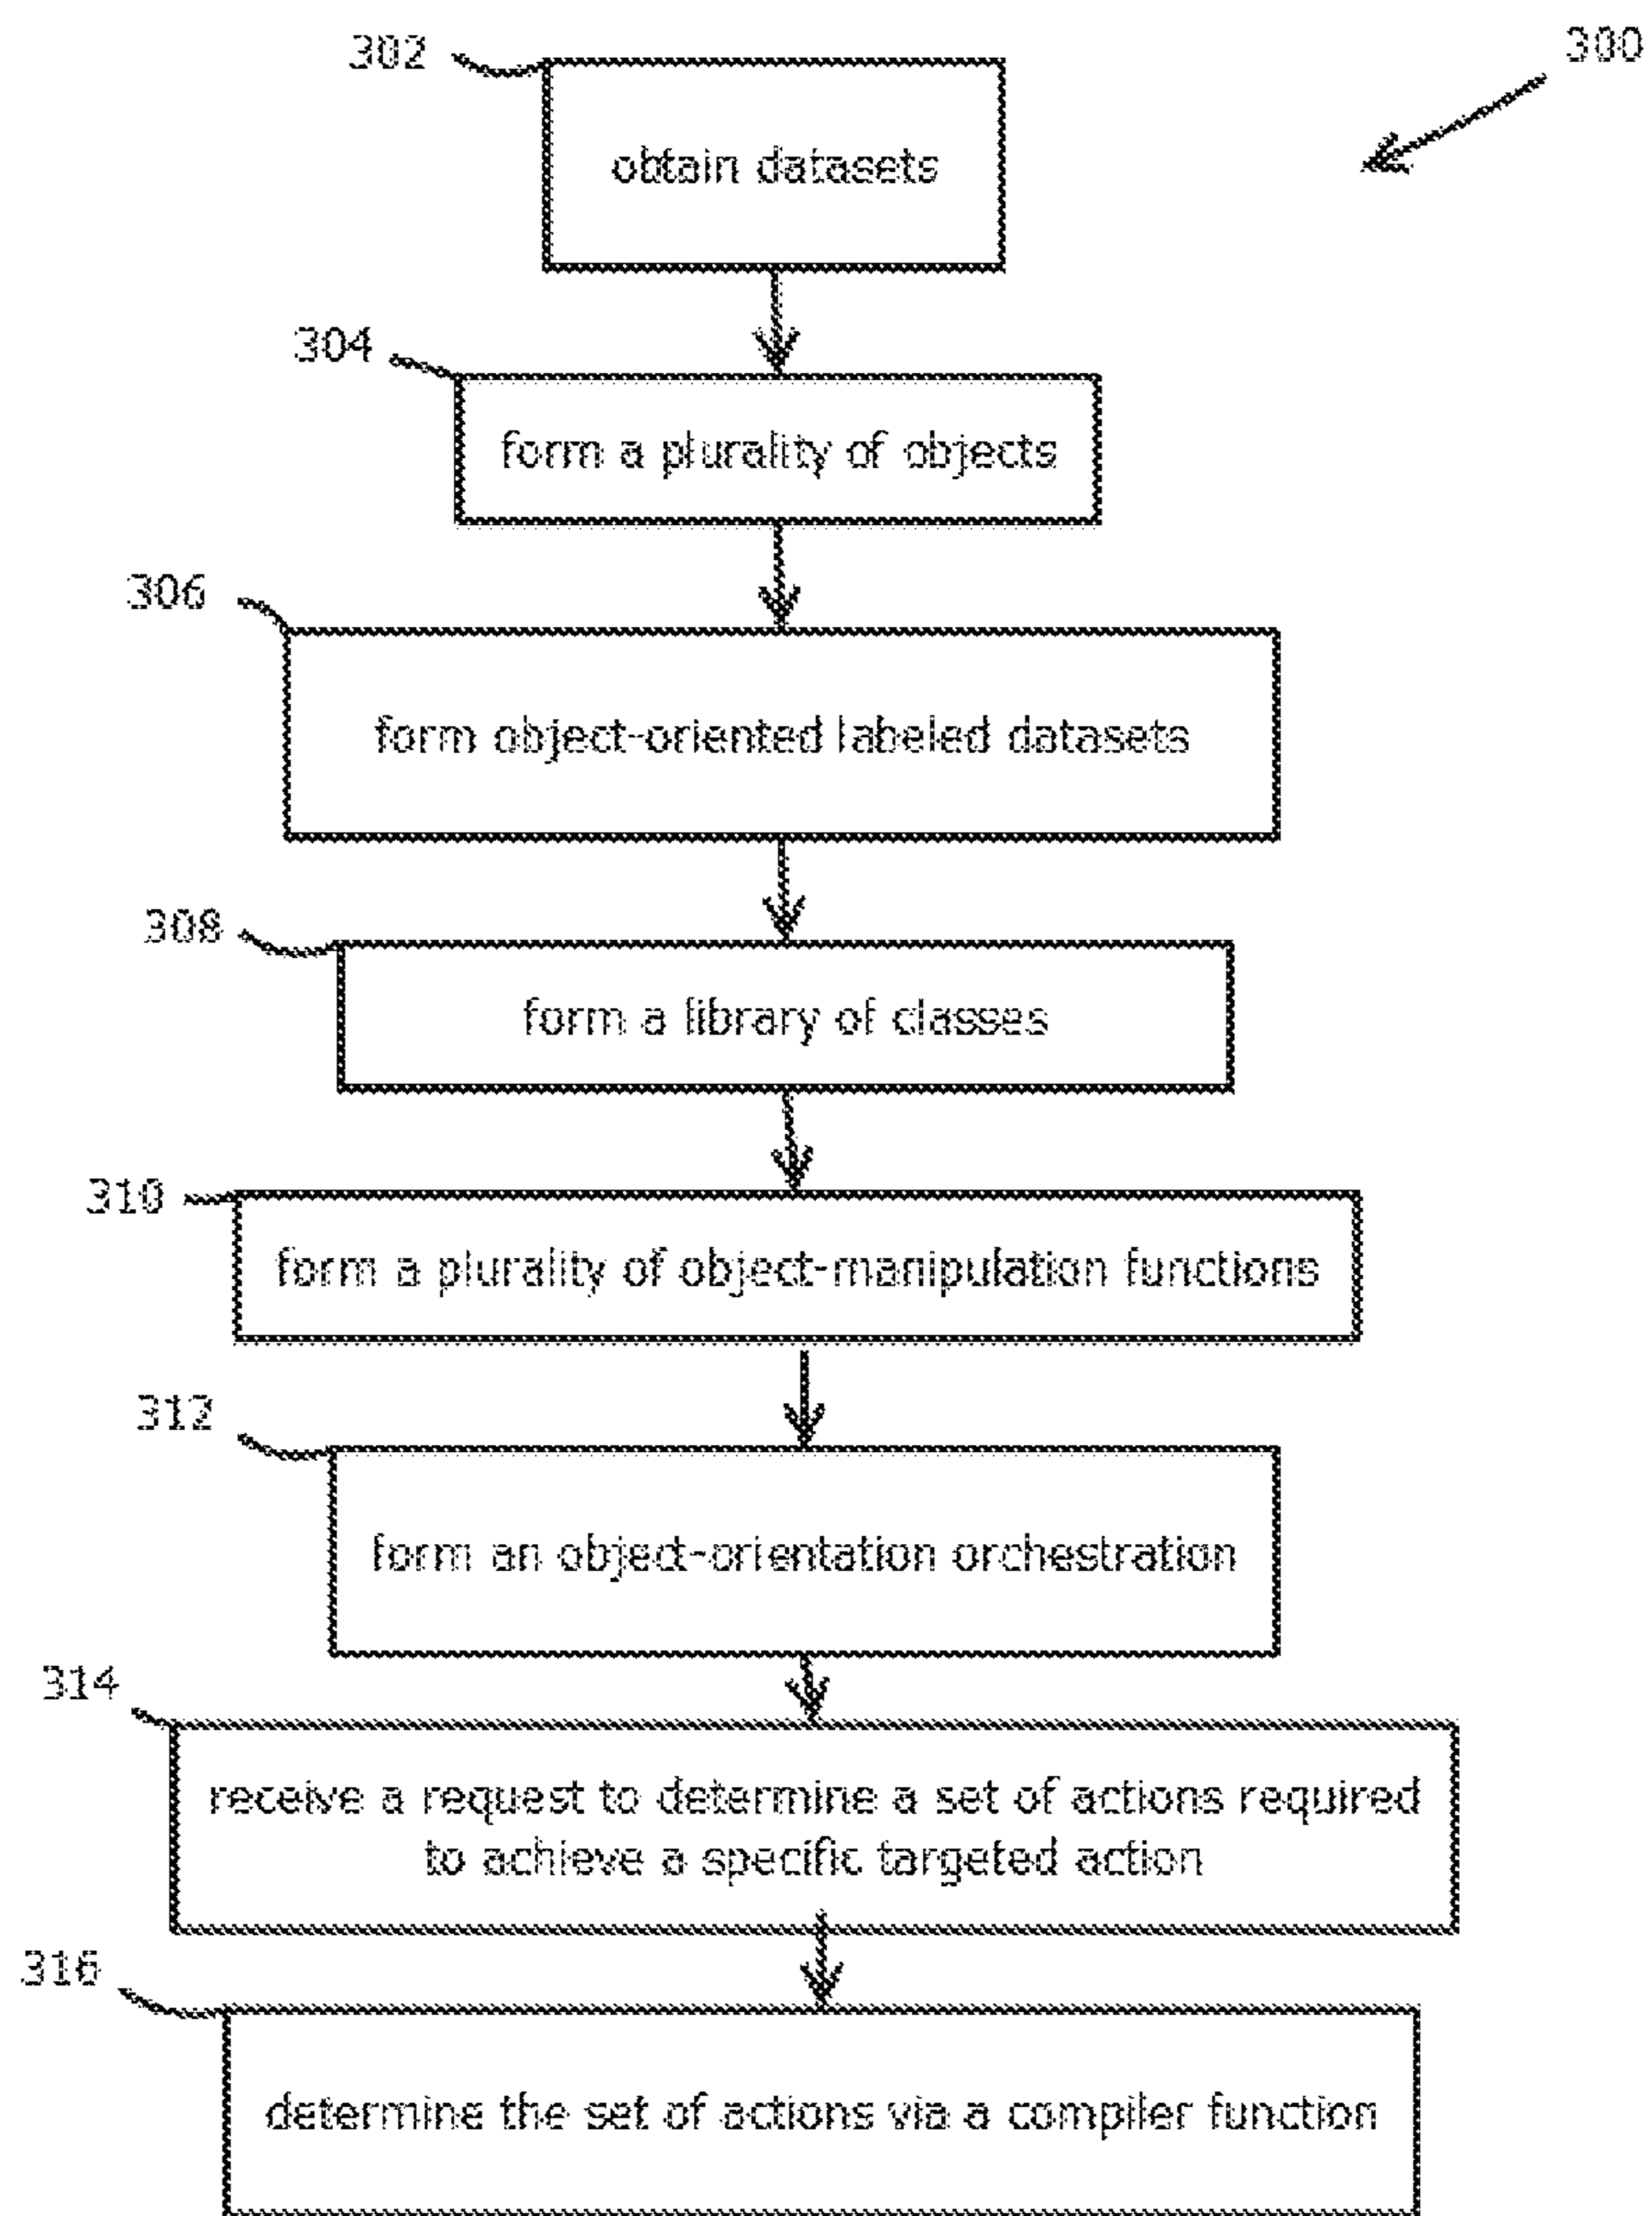 302
300
obtain datasets
304
form a plurality of objects
306
form object-oriented labeled datasets
308
form a library of classes
310
form a plurality of object-manipulation functions
312
form an object-orientation orchestration
314
receive a request to determine a set of actions required
to achieve a specific targeted action
316
determine the set of actions via a compiler function